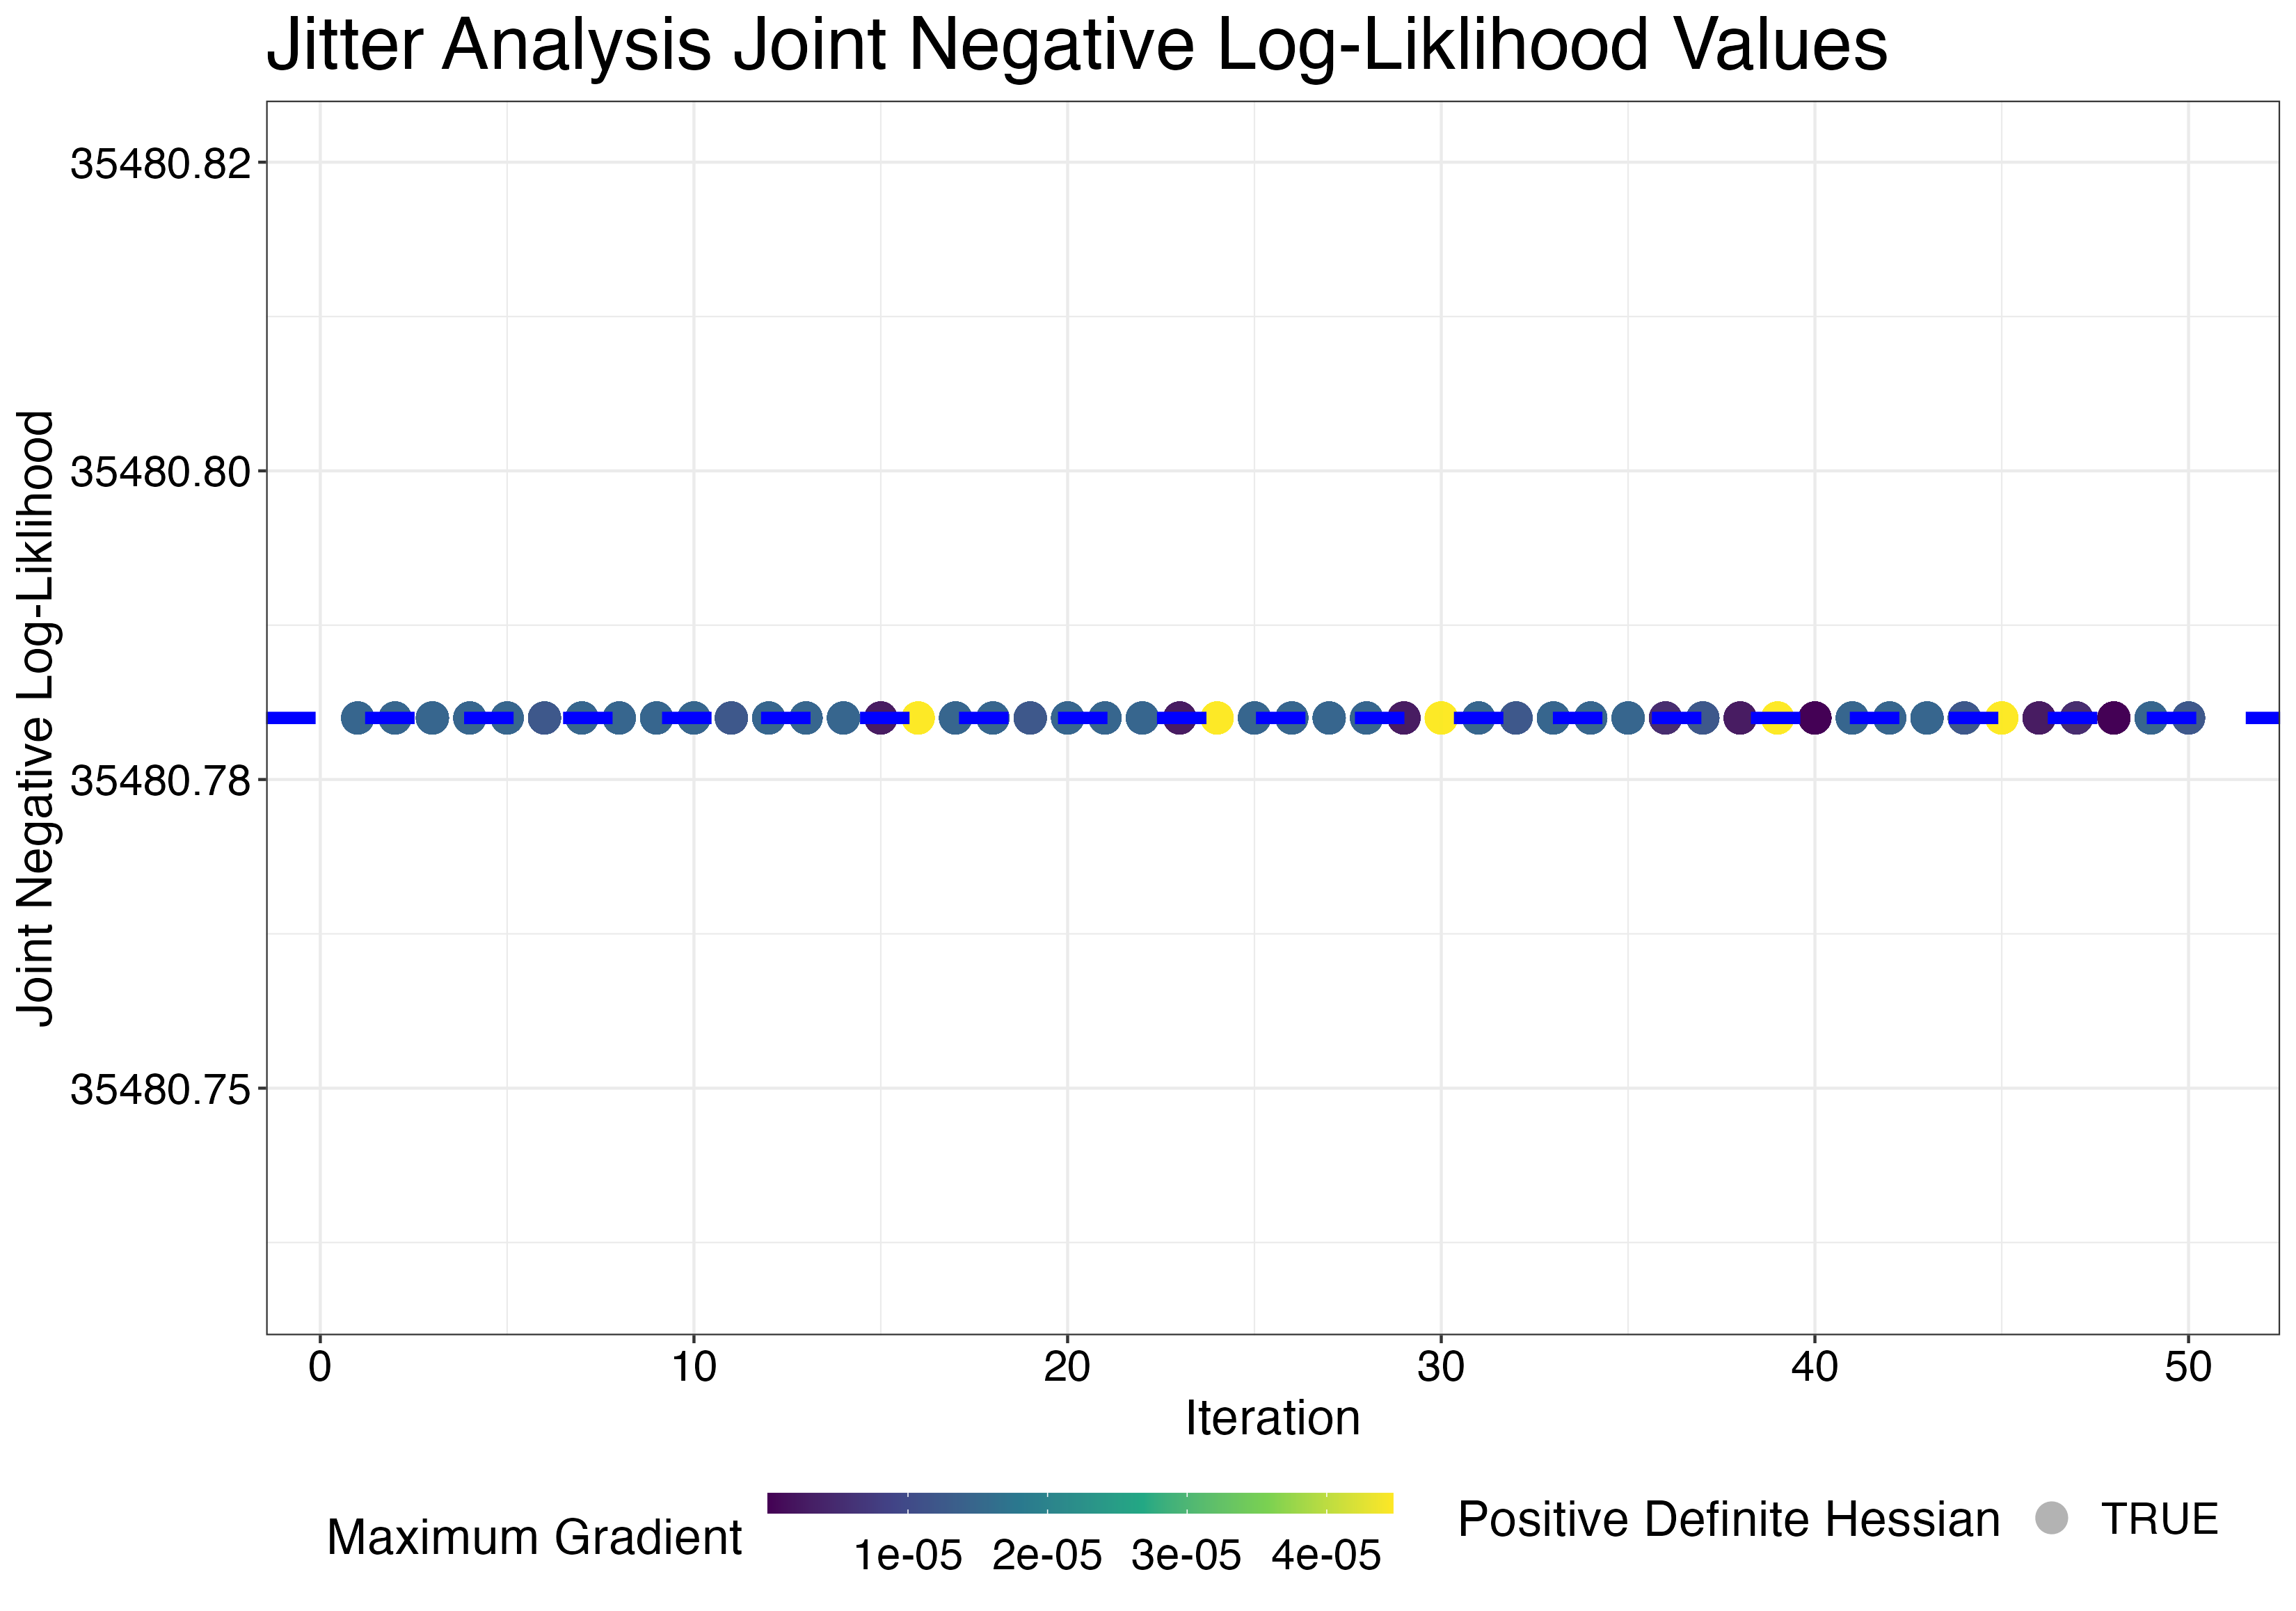 Jitter Analysis Joint Negative Log-Liklihood Values
Joint Negative Log-Liklihood
35480.82
35480.80
35480.78
35480.75
0 10 20 30 40 50
Iteration
Maximum Gradient
1e-05 2e-05 3e-05 4e-05
Positive Definite Hessian TRUE